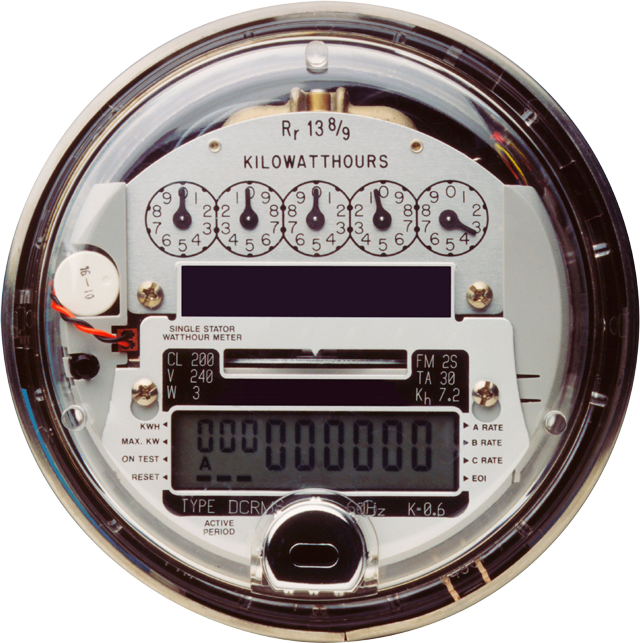 Rr 13 8/9
KILOWATTHOURS
9 0 1 2 3 4 5 6 7 8
1 0 9 8 7 6 5 4 3 2
9 0 1 2 3 4 5 6 7 8
1 0 9 8 7 6 5 4 3 2
9 0 1 2 3 4 5 6 7 8
16-10
SINGLE STATOR
WATTHOUR METER
CL 200
V 240
W 3
FM 2S
TA 30
Kh 7.2
KWH
MAX. KW
ON TEST
RESET
000 000000
A
A RATE
B RATE
C RATE
EOI
TYPE DCRMS 60Hz K-0.6
ACTIVE
PERIOD